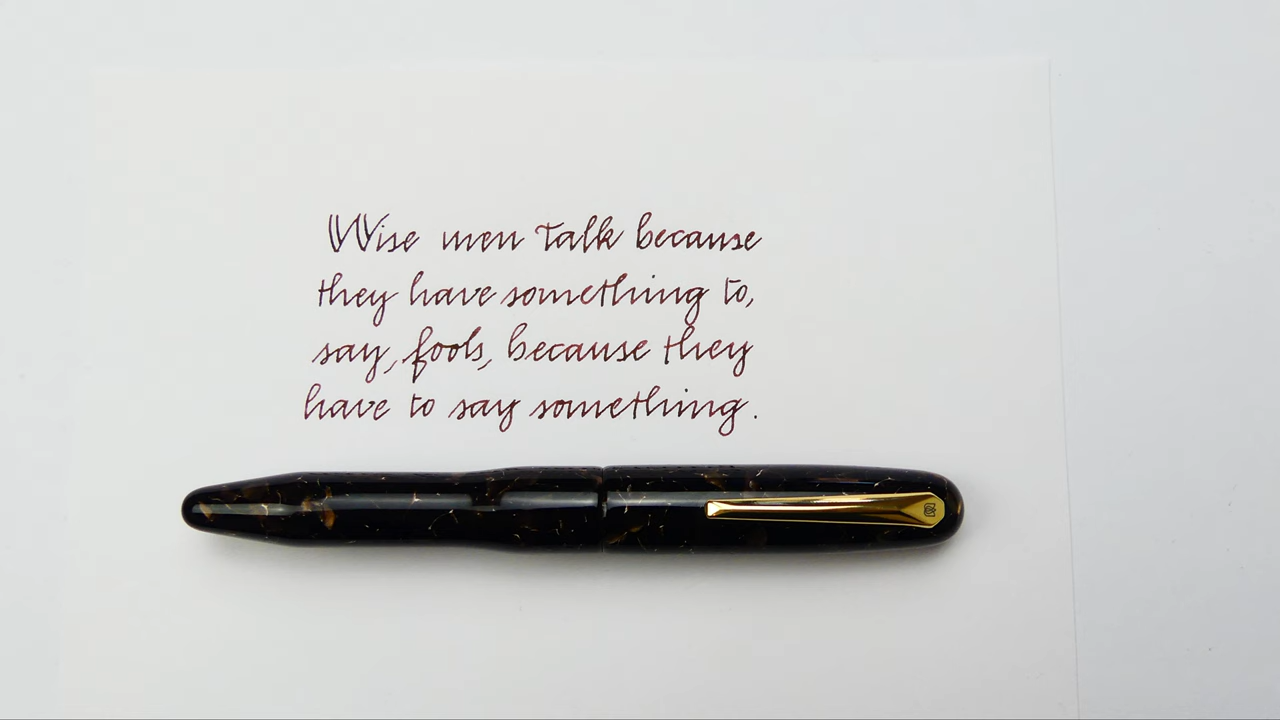 Wise men talk because
they have something to,
say, fools, because they
have to say something.